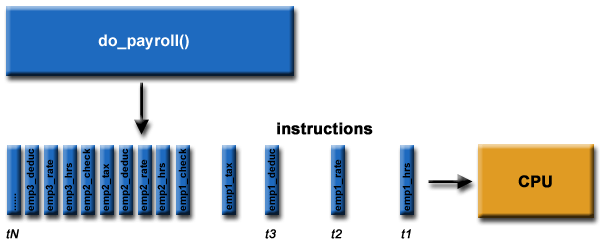 do_payroll()
instructions
.....
emp3_deduc
emp3_rate
emp3_hrs
emp2_check
emp2_tax
emp2_deduc
emp2_rate
emp2_hrs
emp1_check
emp1_tax
emp1_deduc
emp1_rate
emp1_hrs
CPU
tN
t3
t2
t1